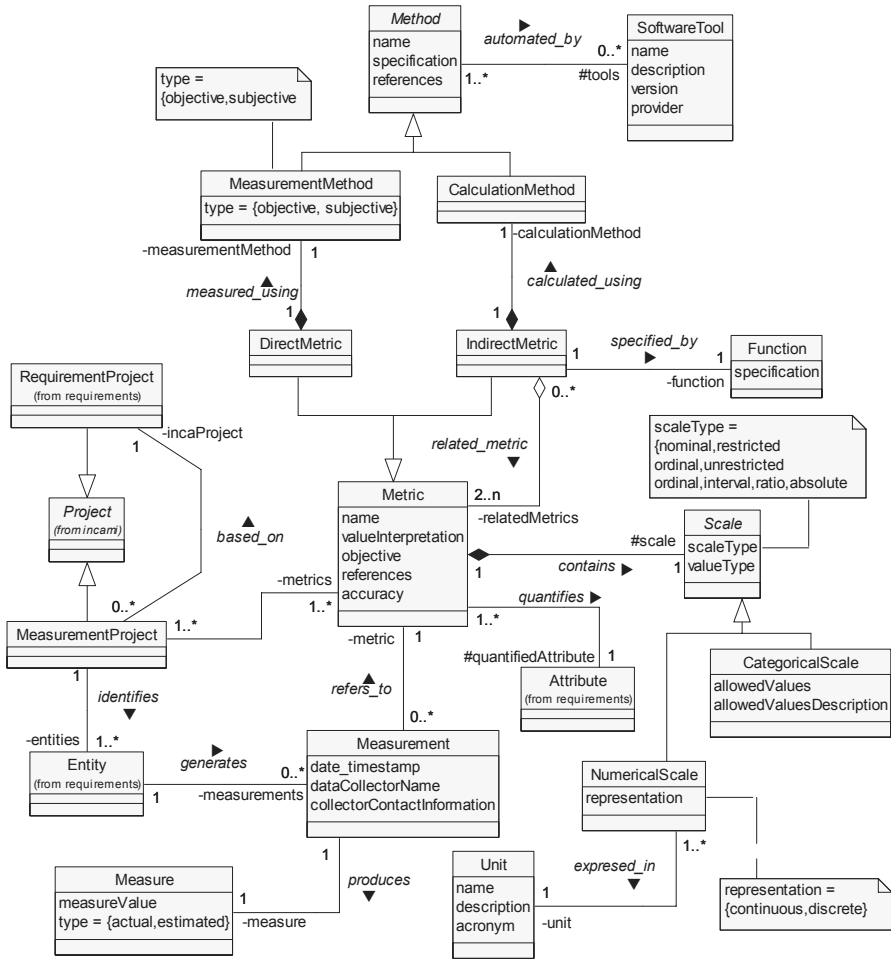 Method
name
specification
references
automated_by
1..*
0..*
#tools
SoftwareTool
name
description
version
provider
type =
{objective,subjective
MeasurementMethod
type = {objective, subjective}
CalculationMethod
-measurementMethod
1
1
-calculationMethod
measured_using
calculated_using
1
1
DirectMetric
IndirectMetric
specified_by
1
1
-function
Function
specification
0..*
RequirementProject
(from requirements)
-incaProject
1
Project
(from incami)
based_on
0..*
MeasurementProject
related_metric
2..n
-relatedMetrics
scaleType =
{nominal,restricted
ordinal,unrestricted
ordinal,interval,ratio,absolute
Metric
name
valueInterpretation
objective
references
accuracy
#scale
1
contains
1
Scale
scaleType
valueType
-metrics
1..*
1..*
quantifies
1..*
#quantifiedAttribute
1
Attribute
(from requirements)
CategoricalScale
allowedValues
allowedValuesDescription
-metric
1
refers_to
0..*
1
identifies
-entities
1..*
Entity
(from requirements)
generates
1
0..*
-measurements
Measurement
date_timestamp
dataCollectorName
collectorContactInformation
NumericalScale
representation
1..*
expresed_in
1
-unit
Unit
name
description
acronym
representation =
{continuous,discrete}
1
produces
1
-measure
Measure
measureValue
type = {actual,estimated}